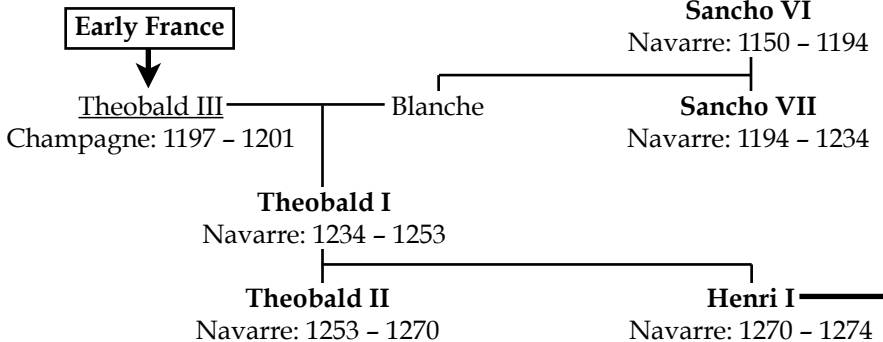 Sancho VI
Early France
Navarre: 1150 – 1194
Theobald III
Blanche
Sancho VII
Champagne: 1197 – 1201
Navarre: 1194 – 1234
Theobald I
Navarre: 1234 – 1253
Theobald II
Henri I
Navarre: 1253 – 1270
Navarre: 1270 – 1274